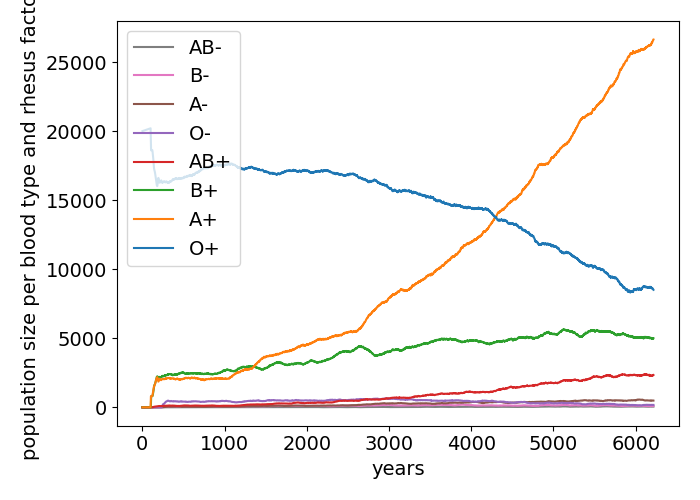 population size per blood type and rhesus
25000
20000
15000
10000
5000
0
AB-
B-
A-
O-
AB+
B+
A+
O+
0 1000 2000 3000 4000 5000 6000
years